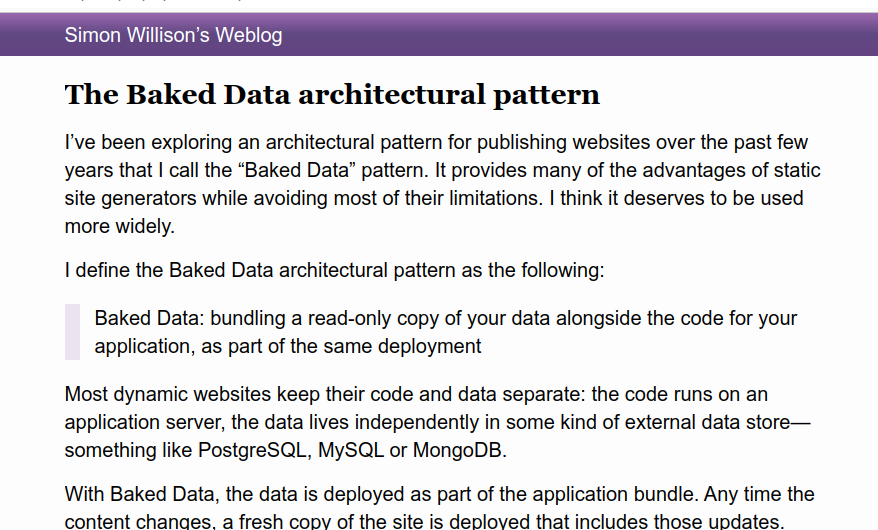 Simon Willison’s Weblog
The Baked Data architectural pattern
I’ve been exploring an architectural pattern for publishing websites over the past few
years that I call the “Baked Data” pattern. It provides many of the advantages of static
site generators while avoiding most of their limitations. I think it deserves to be used
more widely.
I define the Baked Data architectural pattern as the following:
Baked Data: bundling a read-only copy of your data alongside the code for your
application, as part of the same deployment
Most dynamic websites keep their code and data separate: the code runs on an
application server, the data lives independently in some kind of external data store—
something like PostgreSQL, MySQL or MongoDB.
With Baked Data, the data is deployed as part of the application bundle. Any time the
content changes, a fresh copy of the site is deployed that includes those updates.